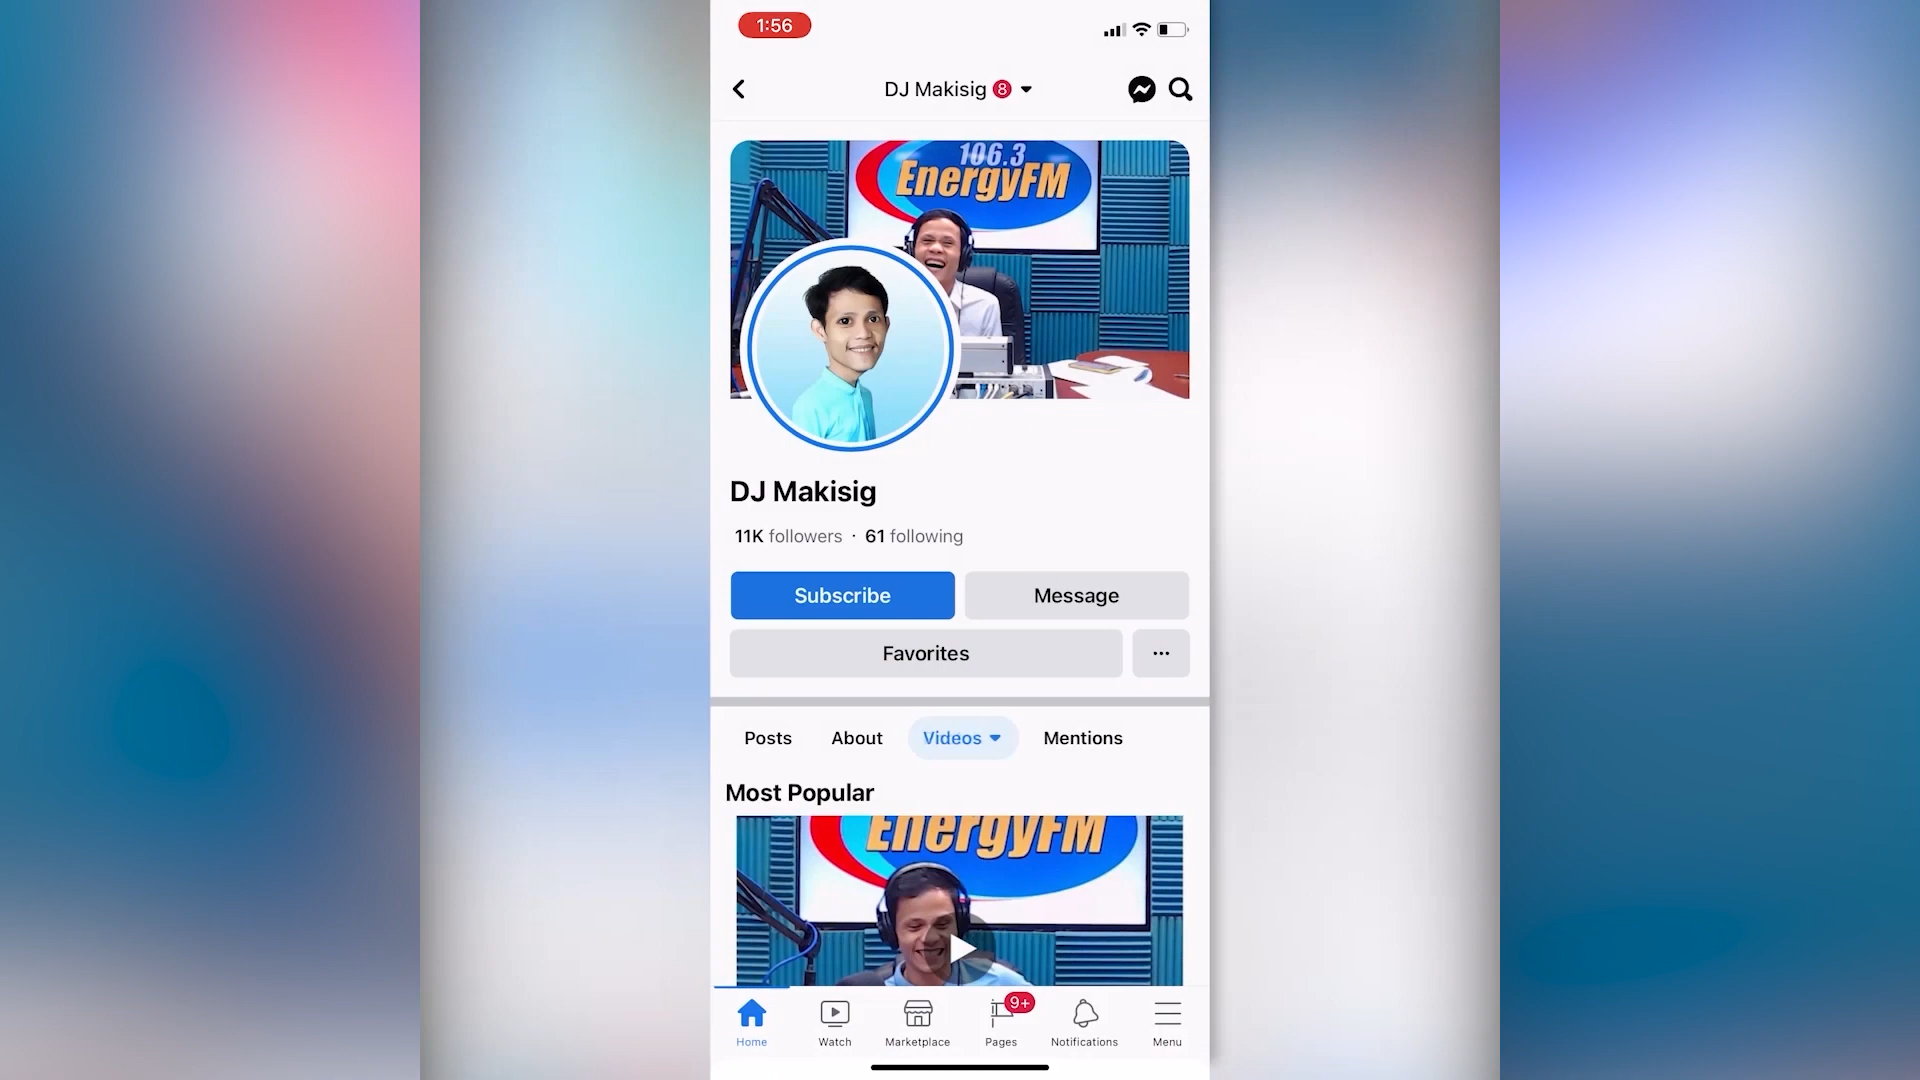 1:56
DJ Makisig 8
106.3
EnergyFM
DJ Makisig
11K followers · 61 following
Subscribe
Message
Favorites
Posts
About
Videos
Mentions
Most Popular
EnergyFM
9+
Home
Watch
Marketplace
Pages
Notifications
Menu